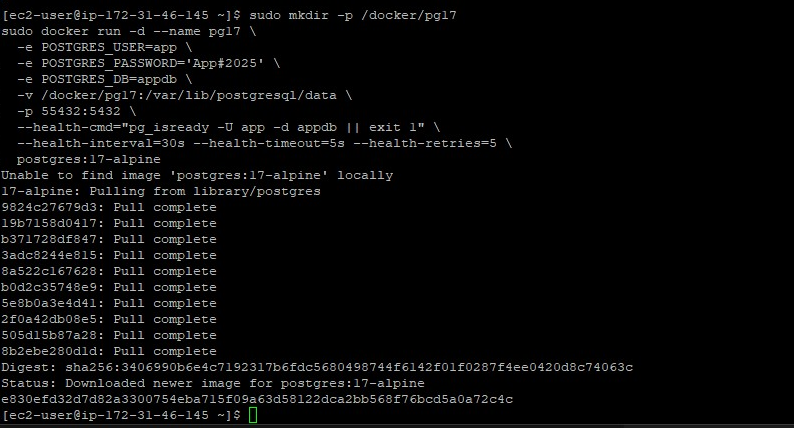 [ec2-user@ip-172-31-46-145 ~]$ sudo mkdir -p /docker/pg17
sudo docker run -d --name pg17 \
  -e POSTGRES_USER=app \
  -e POSTGRES_PASSWORD='App#2025' \
  -e POSTGRES_DB=appdb \
  -v /docker/pg17:/var/lib/postgresql/data \
  -p 55432:5432 \
  --health-cmd="pg_isready -U app -d appdb || exit 1" \
  --health-interval=30s --health-timeout=5s --health-retries=5 \
  postgres:17-alpine
Unable to find image 'postgres:17-alpine' locally
17-alpine: Pulling from library/postgres
9824c27679d3: Pull complete
19b7158d0417: Pull complete
b371728df847: Pull complete
3adc8244e815: Pull complete
8a522c167628: Pull complete
b0d2c35748e9: Pull complete
5e8b0a3e4d41: Pull complete
2f0a42db08e5: Pull complete
505d15b87a28: Pull complete
8b2ebe280d1d: Pull complete
Digest: sha256:3406990b6e4c7192317b6fdc5680498744f6142f01f0287f4ee0420d8c74063c
Status: Downloaded newer image for postgres:17-alpine
e830efd32d7d82a3300754eba715f09a63d58122dca2bb568f76bcd5a0a72c4c
[ec2-user@ip-172-31-46-145 ~]$